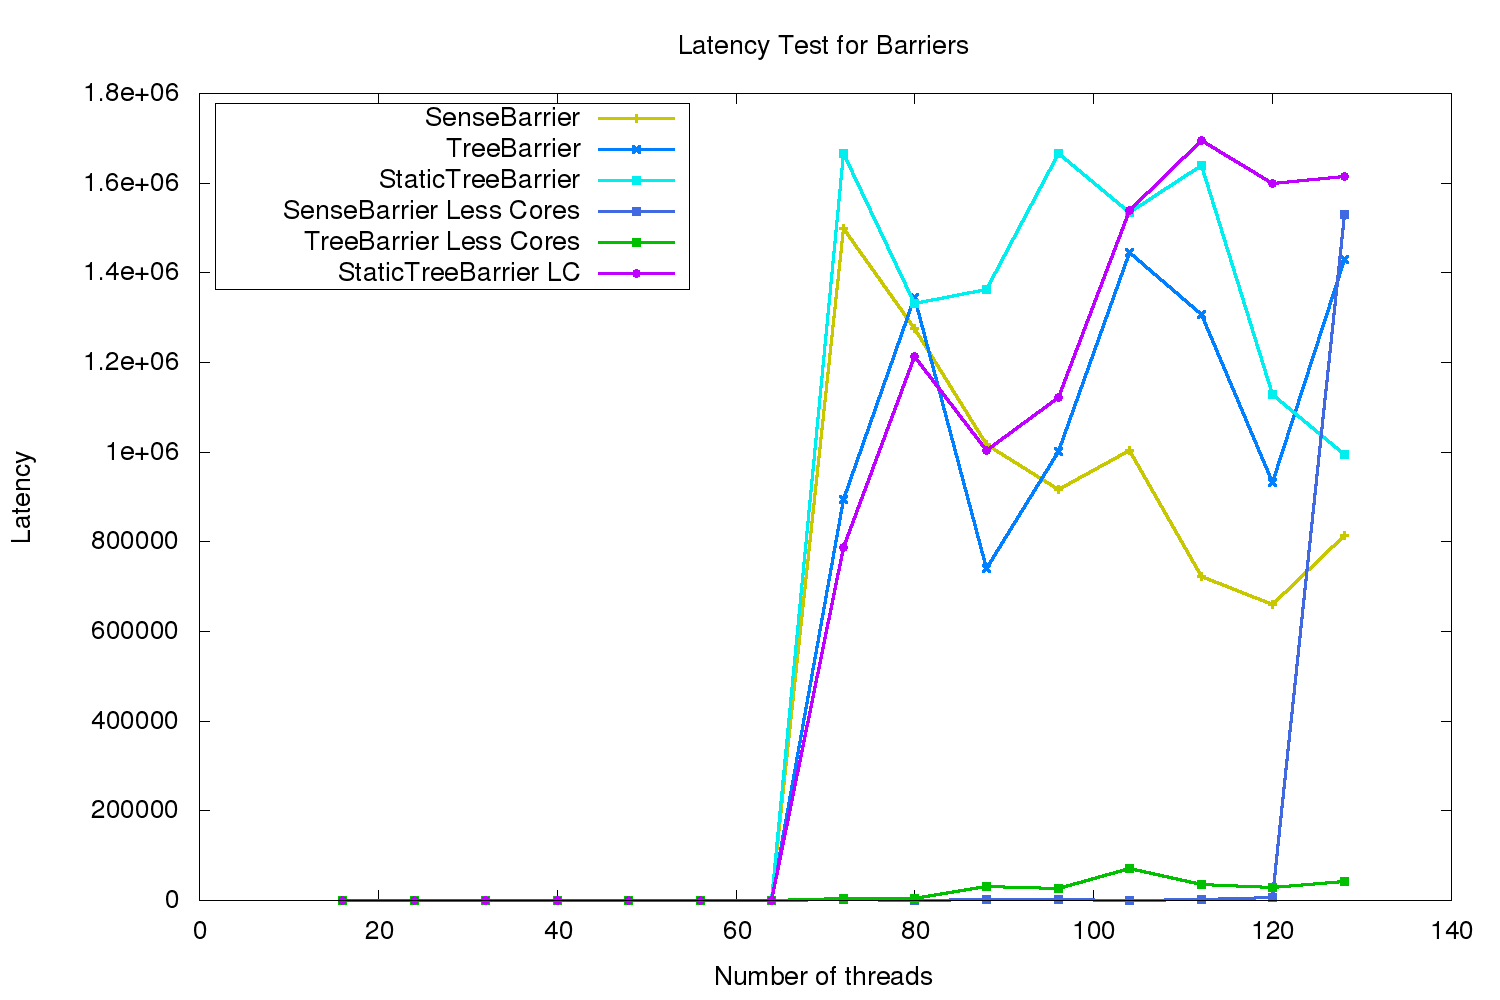 Latency Test for Barriers
1.8e+06
1.6e+06
1.4e+06
1.2e+06
1e+06
800000
600000
400000
200000
0
Latency
SenseBarrier
TreeBarrier
StaticTreeBarrier
SenseBarrier Less Cores
TreeBarrier Less Cores
StaticTreeBarrier LC
0 20 40 60 80 100 120 140
Number of threads